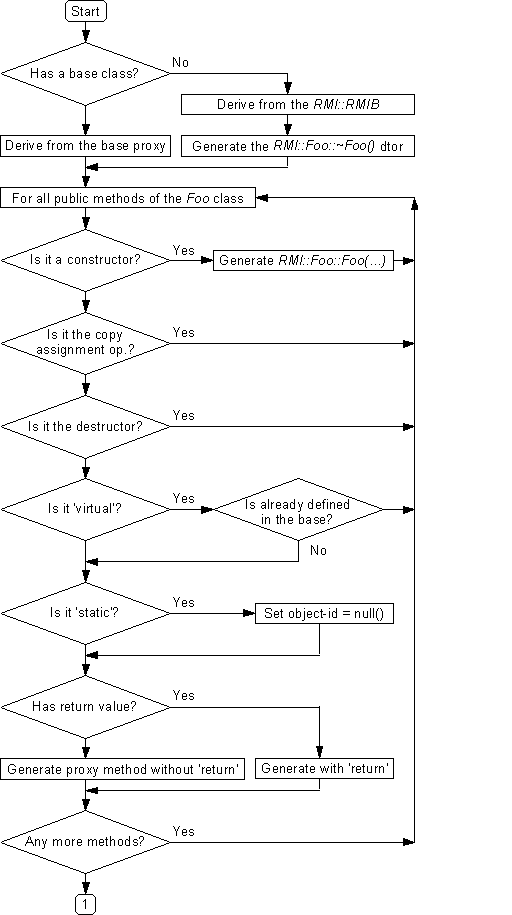 Start
Has a base class?
No
Derive from the RMI::RMIB
Derive from the base proxy
Generate the RMI::Foo::~Foo() dtor
For all public methods of the Foo class
Is it a constructor?
Yes
Generate RMI::Foo::Foo(...)
Is it the copy
assignment op.?
Yes
Is it the destructor?
Yes
Is it 'virtual'?
Yes
Is already defined
in the base?
No
Is it 'static'?
Yes
Set object-id = null()
Has return value?
Yes
Generate proxy method without 'return'
Generate with 'return'
Any more methods?
Yes
1